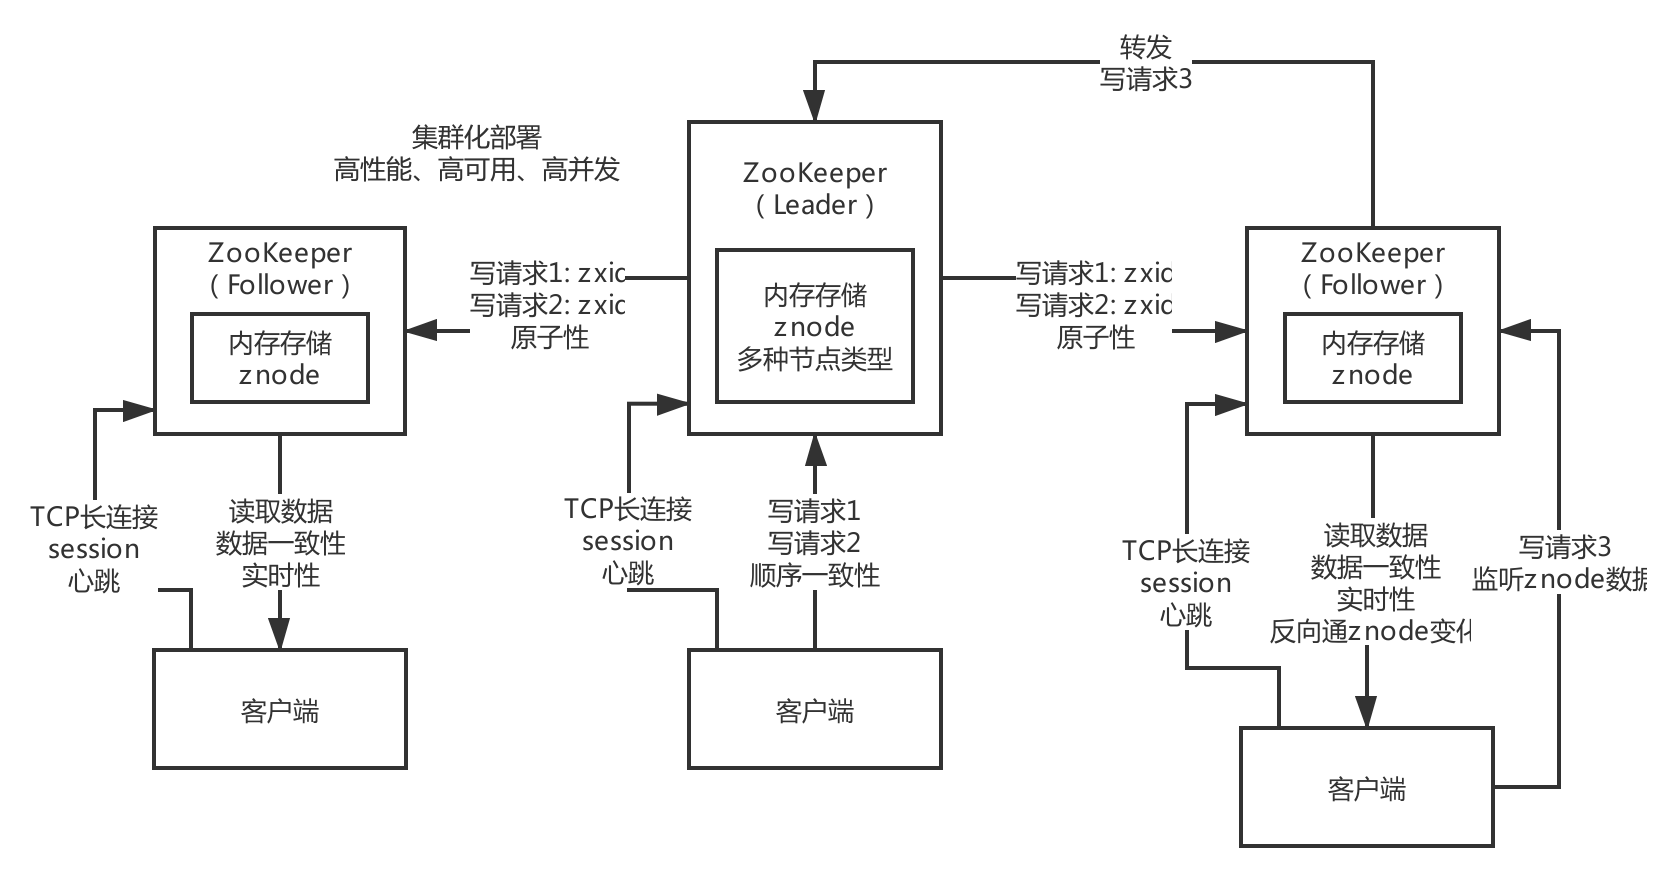 转发
写请求3
集群化部署
高性能、高可用、高并发
ZooKeeper
（Leader）
内存存储
znode
多种节点类型
ZooKeeper
（Follower）
内存存储
znode
写请求1: zxid
写请求2: zxid
原子性
写请求1: zxid
写请求2: zxid
原子性
ZooKeeper
（Follower）
内存存储
znode
TCP长连接
session
心跳
读取数据
数据一致性
实时性
TCP长连接
session
心跳
写请求1
写请求2
顺序一致性
TCP长连接
session
心跳
读取数据
数据一致性
实时性
反向通znode变化
写请求3
监听znode数据
客户端
客户端
客户端